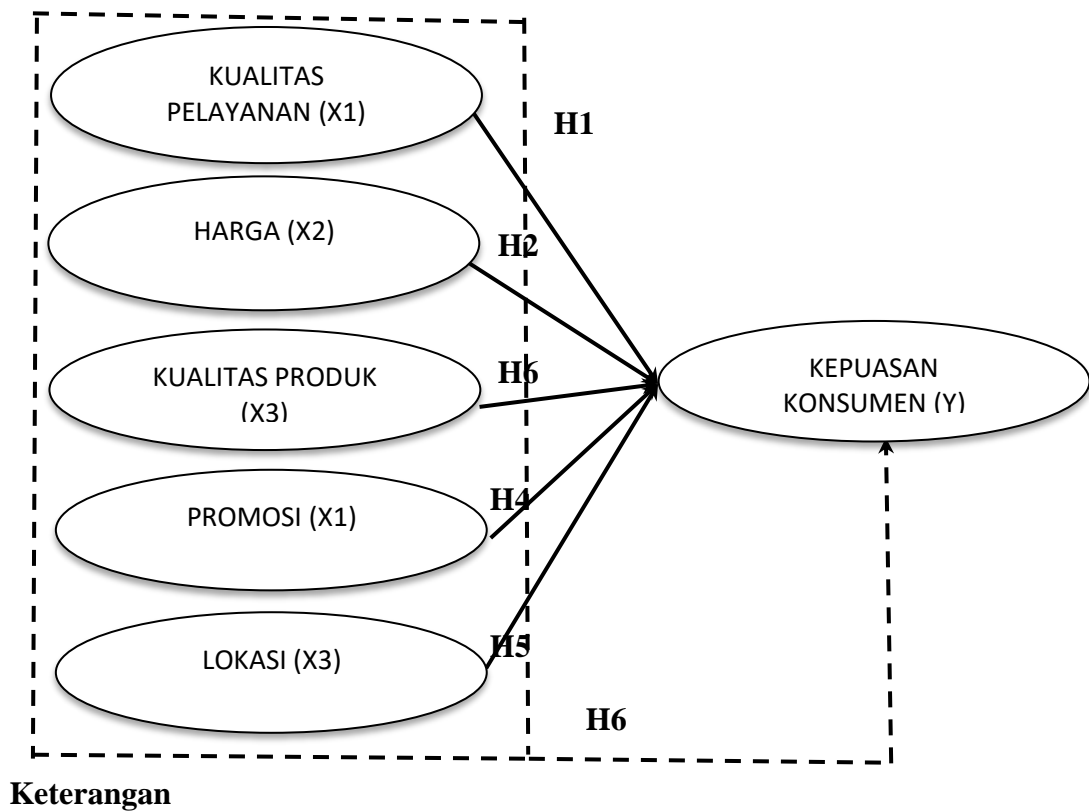 KUALITAS
PELAYANAN (X1)
H1
HARGA (X2)
H2
KUALITAS PRODUK
(X3)
H6
KEPUASAN
KONSUMEN (Y)
PROMOSI (X1)
H4
LOKASI (X3)
H5
H6
Keterangan